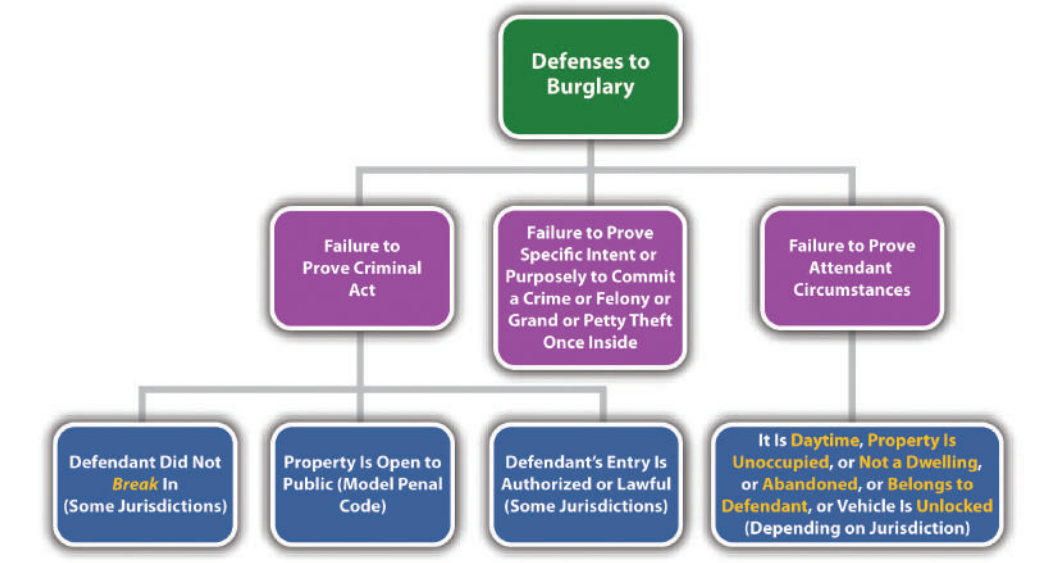 Defenses to
Burglary
Failure to
Prove Criminal
Act
Failure to Prove
Specific Intent or
Purposely to Commit
a Crime or Felony or
Grand or Petty Theft
Once Inside
Failure to Prove
Attendant
Circumstances
Defendant Did Not
Break In
(Some Jurisdictions)
Property Is Open to
Public (Model Penal
Code)
Defendant’s Entry Is
Authorized or Lawful
(Some Jurisdictions)
It Is Daytime, Property Is
Unoccupied, or Not a Dwelling,
or Abandoned, or Belongs to
Defendant, or Vehicle Is Unlocked
(Depending on Jurisdiction)